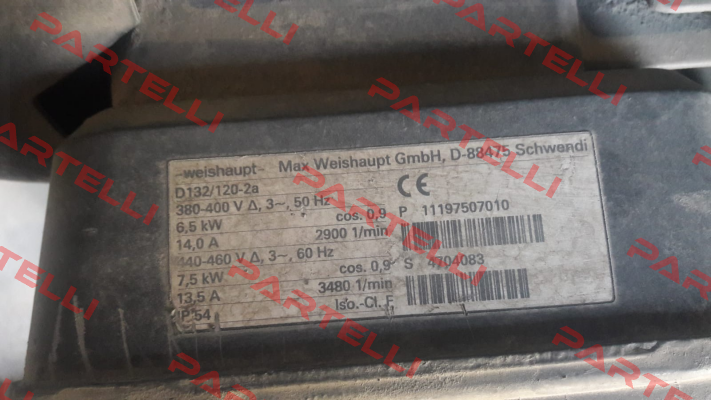 -weishaupt- Max Weishaupt GmbH, D-88475 Schwendi
D132/120-2a
380-400 V Δ, 3~, 50 Hz
6,5 kW cos. 0,9 P 11197507010
14,0 A 2900 1/min
440-460 V Δ, 3~, 60 Hz
7,5 kW cos. 0,9 S 4704083
13,5 A 3480 1/min
IP 54 Iso.-Cl. F
CE
PARTELLI
PARTELLI
PARTELLI
PARTELLI
PARTELLI
PARTELLI
PARTELLI